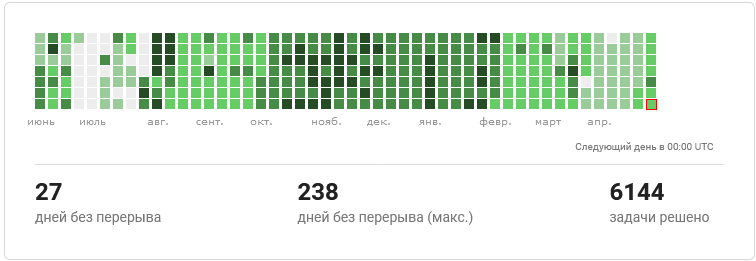 июнь июль авг. сент. окт. нояб. дек. янв. февр. март апр.
Следующий день в 00:00 UTC
27 238 6144
дней без перерыва дней без перерыва (макс.) задачи решено